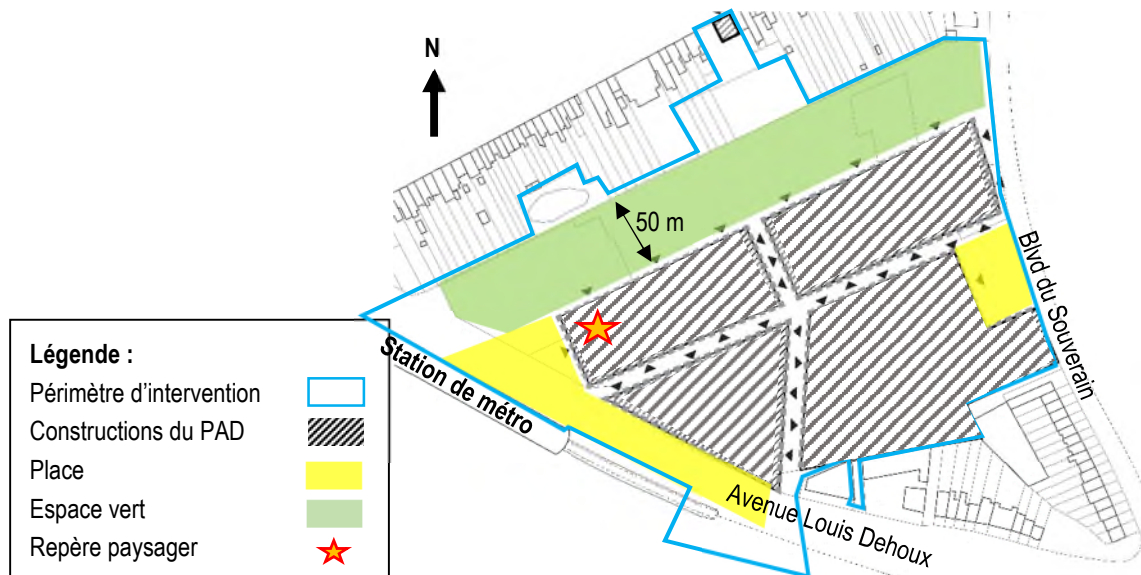 N
50 m
Blvd du Souverain
Station de métro
Avenue Louis Dehoux
Légende :
Périmètre d'intervention
Constructions du PAD
Place
Espace vert
Repère paysager